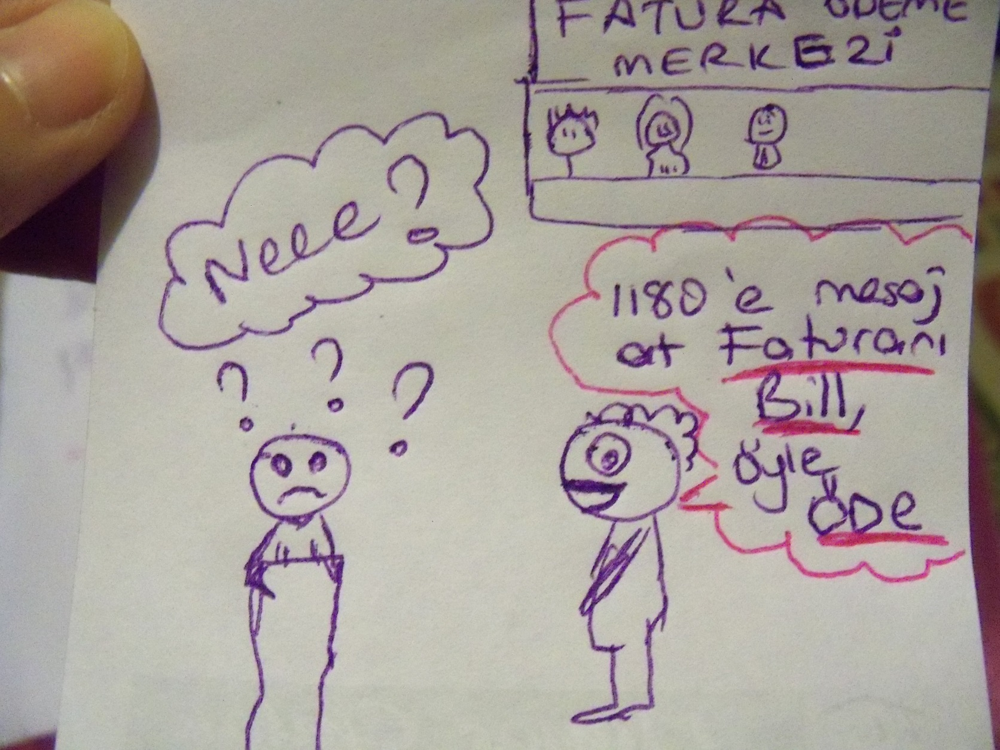 FATURA ÖDEME
MERKEZİ
Neee?
? ? ?
1180'e mesaj
at Faturanı
Bill,
öyle
ÖDE